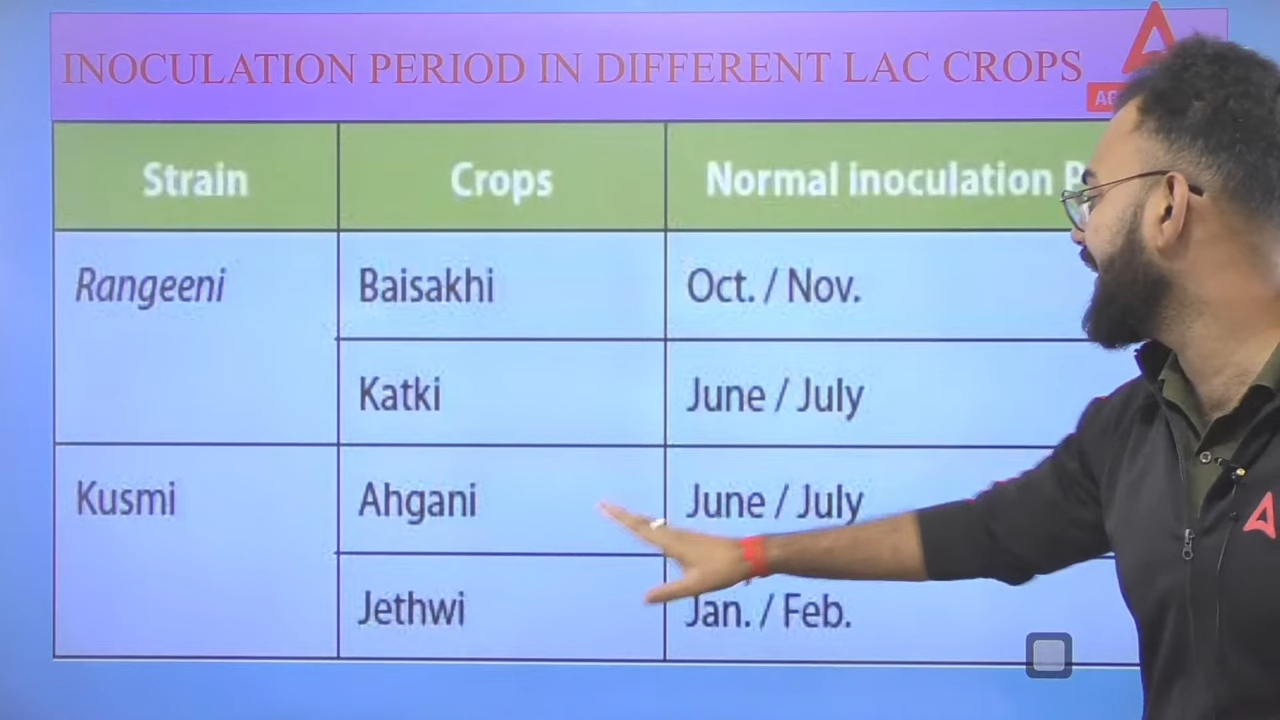 INOCULATION PERIOD IN DIFFERENT LAC CROPS
Strain Crops Normal inoculation
Rangeeni Baisakhi Oct. / Nov.
Katki June / July
Kusmi Ahgani June / July
Jethwi Jan. / Feb.